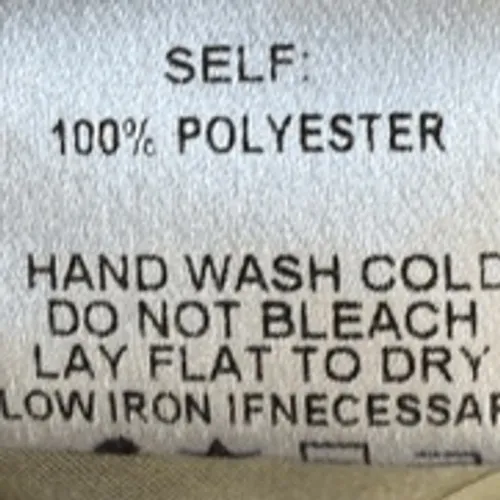 SELF:
100% POLYESTER
HAND WASH COLD
DO NOT BLEACH
LAY FLAT TO DRY
LOW IRON IFNECESSAR